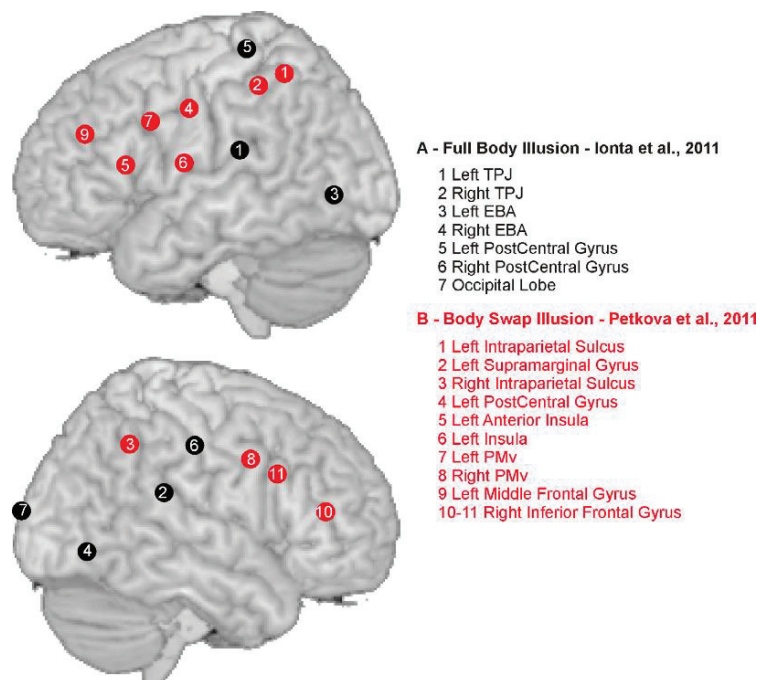 5
1
2
4
7
9
1
5
6
3
A - Full Body Illusion - Ionta et al., 2011
1 Left TPJ
2 Right TPJ
3 Left EBA
4 Right EBA
5 Left PostCentral Gyrus
6 Right PostCentral Gyrus
7 Occipital Lobe
B - Body Swap Illusion - Petkova et al., 2011
1 Left Intraparietal Sulcus
2 Left Supramarginal Gyrus
3 Right Intraparietal Sulcus
4 Left PostCentral Gyrus
5 Left Anterior Insula
6 Left Insula
7 Left PMv
8 Right PMv
9 Left Middle Frontal Gyrus
10-11 Right Inferior Frontal Gyrus
3
6
8
11
2
7
10
4